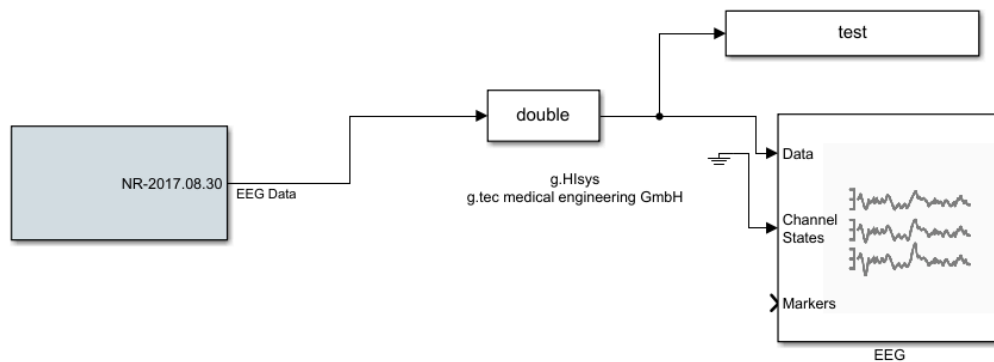 test
double
NR-2017.08.30
EEG Data
g.HIsys
g.tec medical engineering GmbH
Data
Channel
States
Markers
EEG